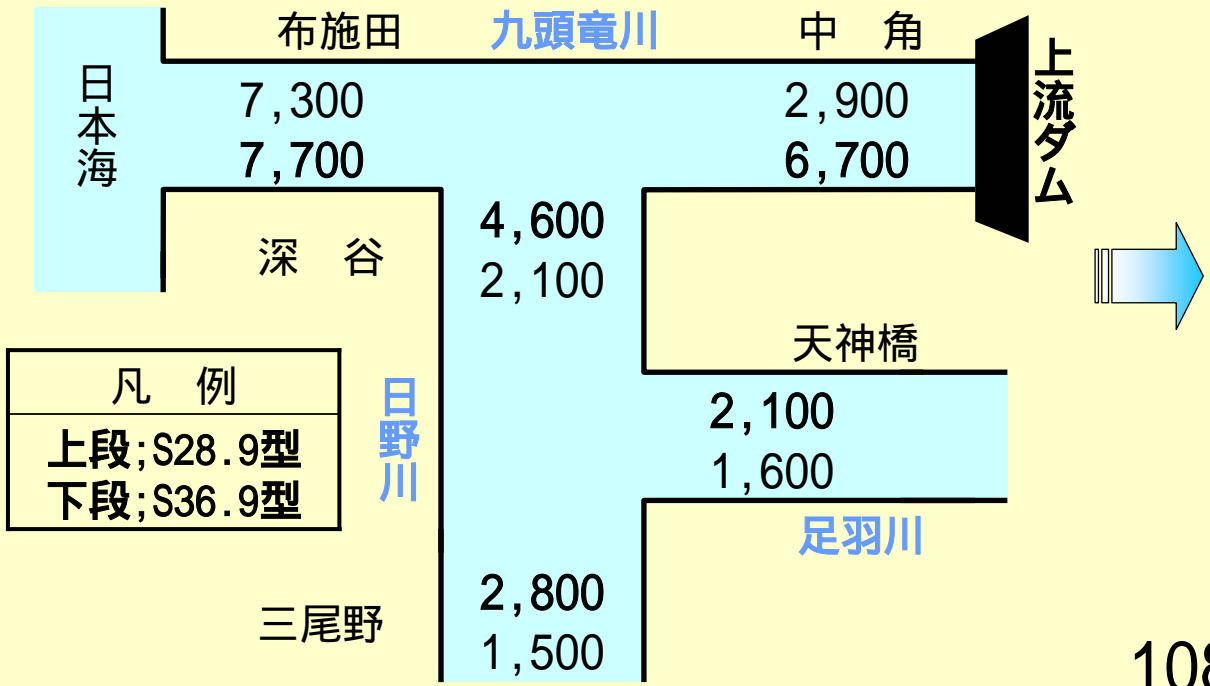 布施田
九頭竜川
中　角
日本海
7,300
7,700
2,900
6,700
上流ダム
4,600
2,100
深　谷
天神橋
2,100
1,600
足羽川
凡　例
上段;S28.9型
下段;S36.9型
日野川
三尾野
2,800
1,500
108